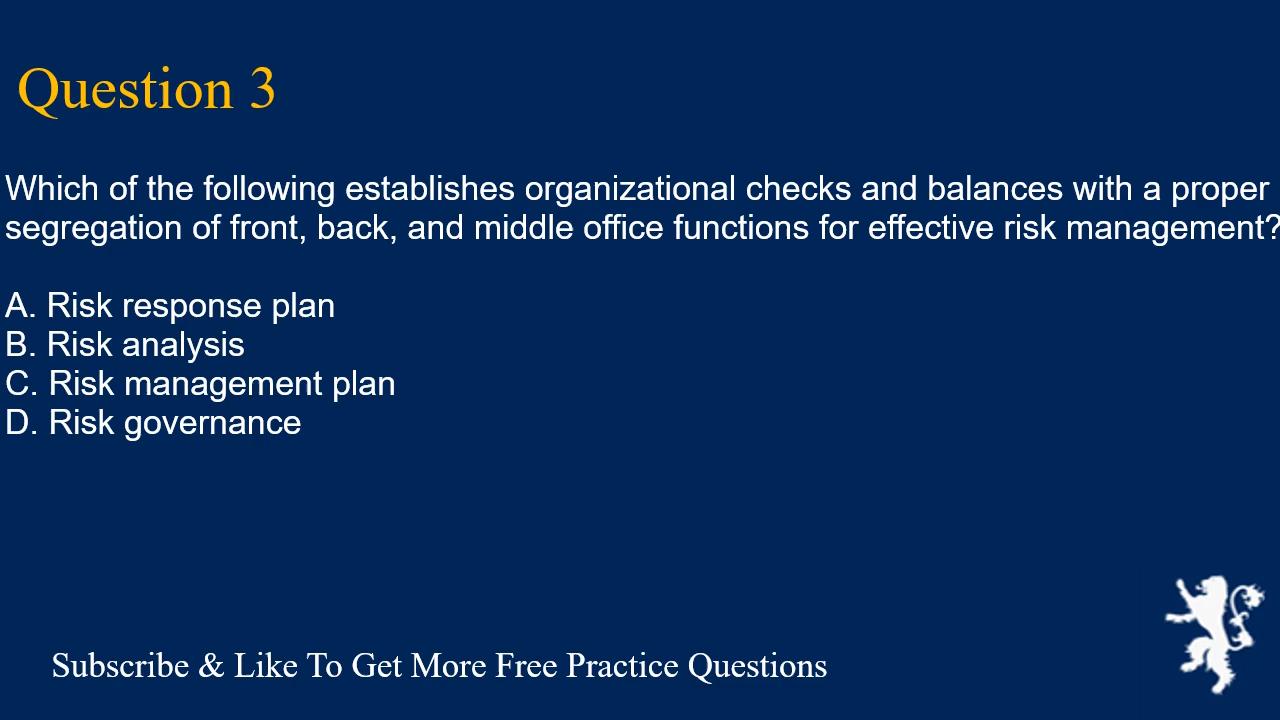 Question 3
Which of the following establishes organizational checks and balances with a proper
segregation of front, back, and middle office functions for effective risk management?
A. Risk response plan
B. Risk analysis
C. Risk management plan
D. Risk governance
Subscribe & Like To Get More Free Practice Questions